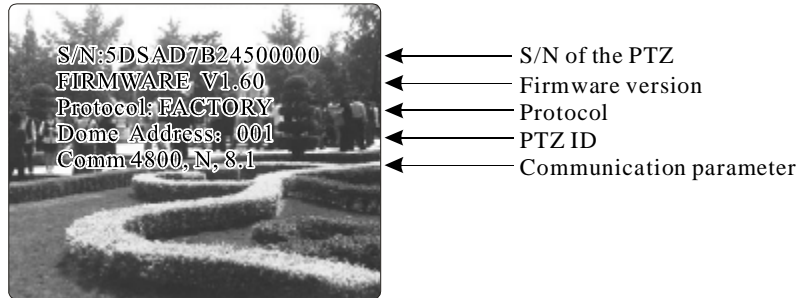 S/N:5DSAD7B24500000
FIRMWARE V1.60
Protocol: FACTORY
Dome Address: 001
Comm 4800, N, 8.1
S/N of the PTZ
Firmware version
Protocol
PTZ ID
Communication parameter